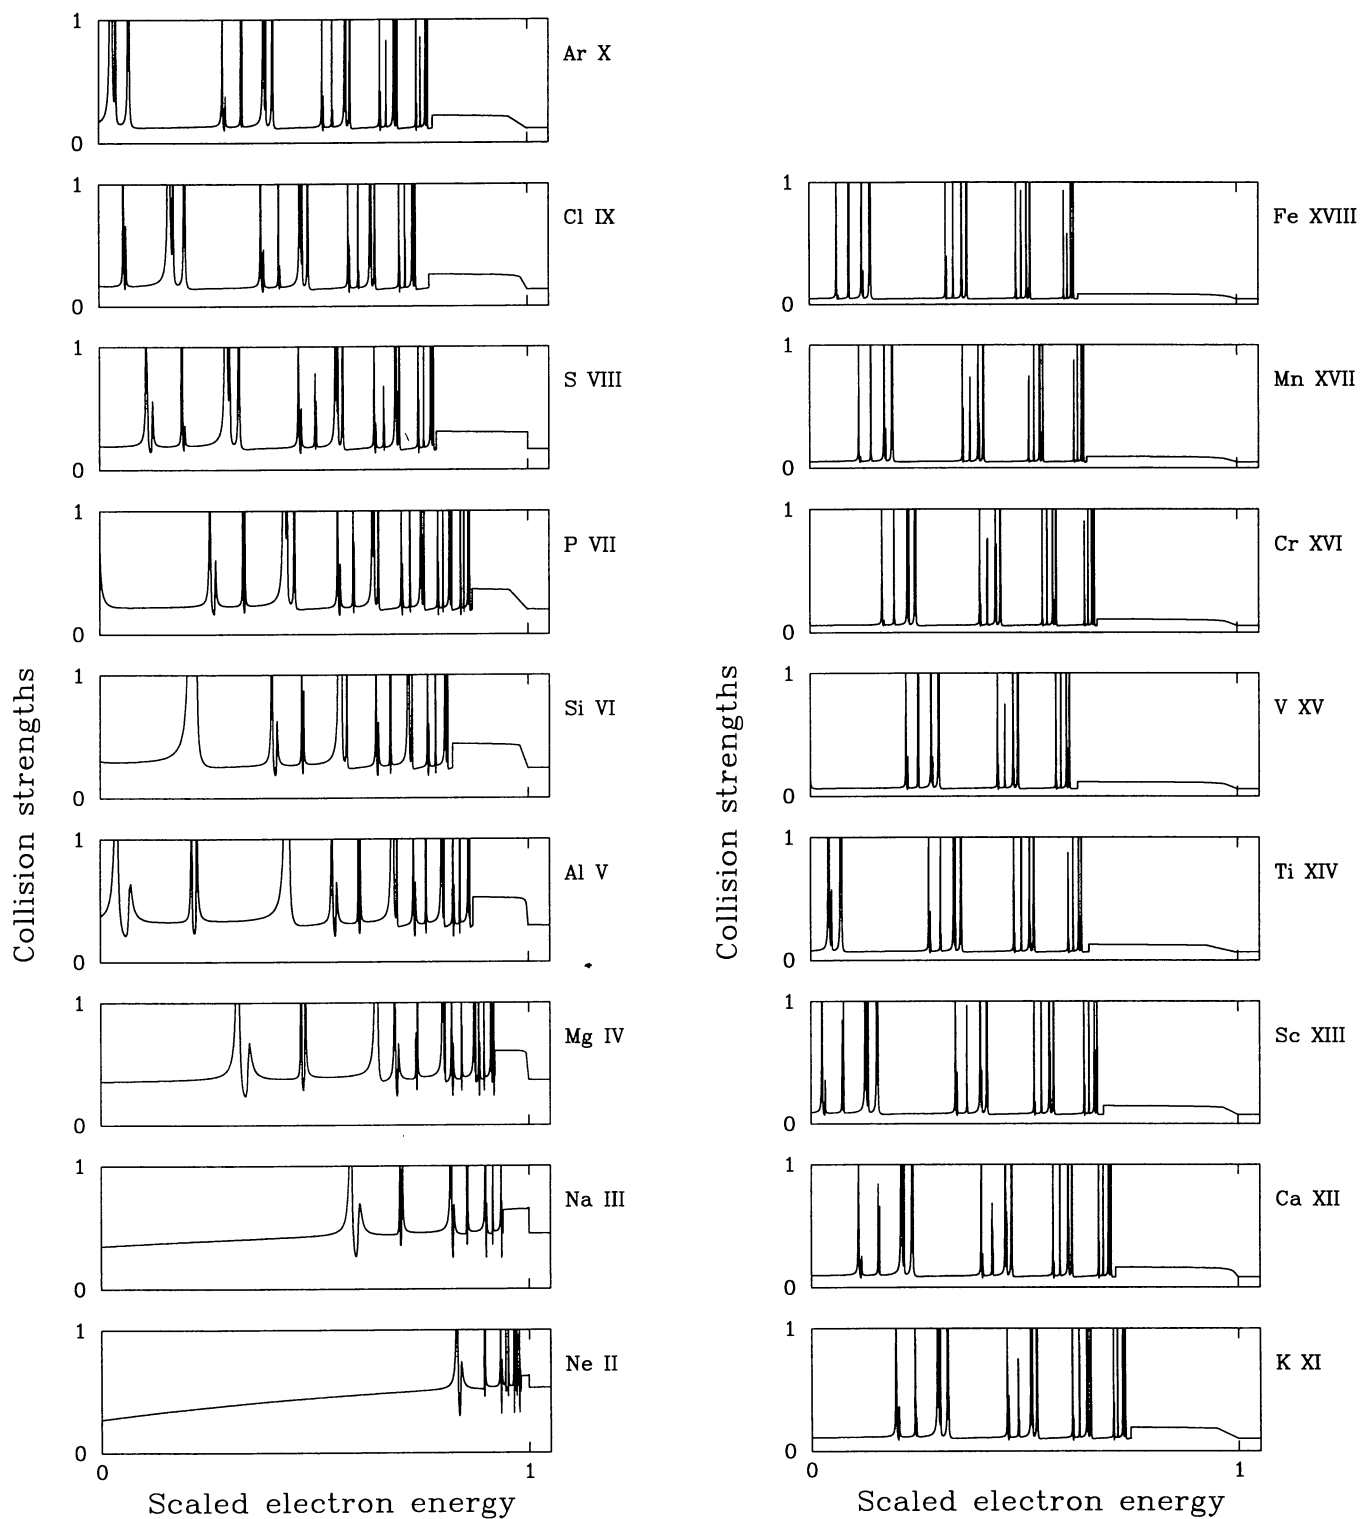 1
Ar X
0
1
Cl IX
0
1
S VIII
0
1
P VII
0
1
Si VI
0
1
Al V
0
1
Mg IV
0
1
Na III
0
1
Ne II
0
0
1
Scaled electron energy
Collision strengths
1
Fe XVIII
0
1
Mn XVII
0
1
Cr XVI
0
1
V XV
0
1
Ti XIV
0
1
Sc XIII
0
1
Ca XII
0
1
K XI
0
0
1
Scaled electron energy
Collision strengths